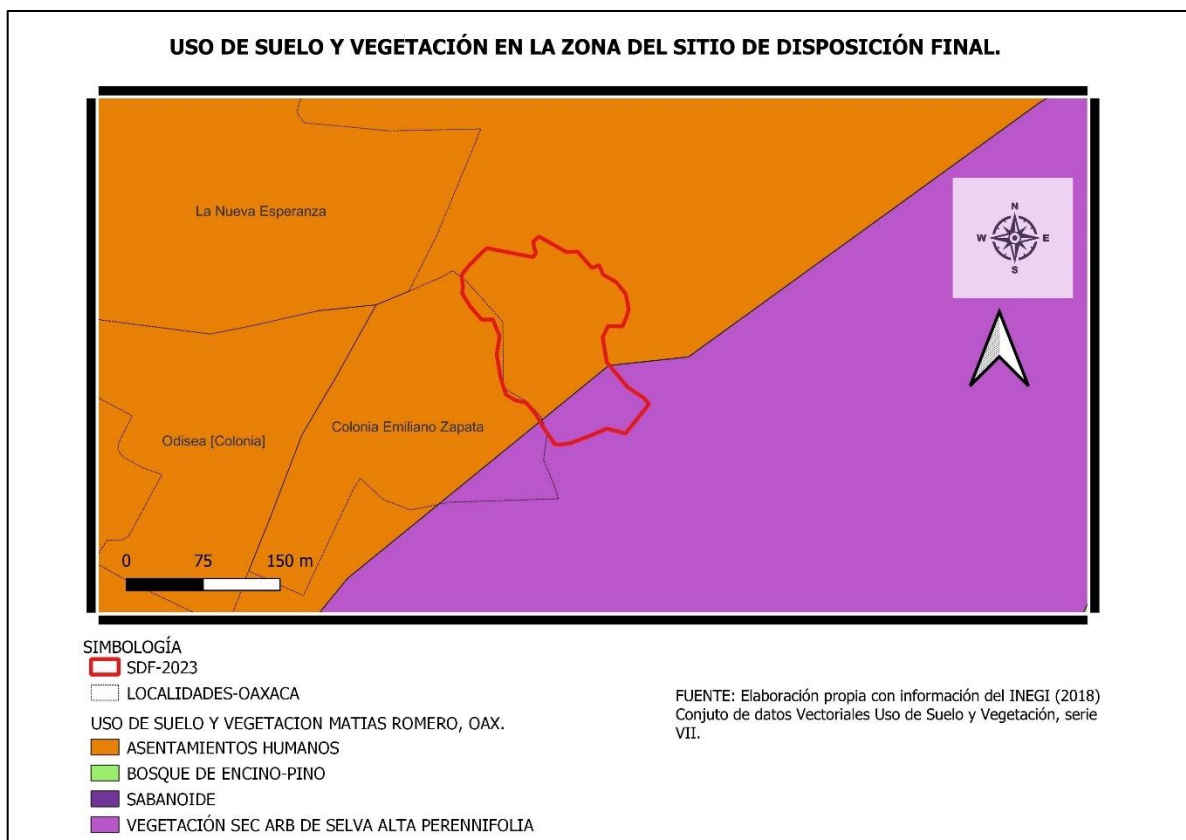 USO DE SUELO Y VEGETACIÓN EN LA ZONA DEL SITIO DE DISPOSICIÓN FINAL.
La Nueva Esperanza
N
W E
S
Colonia Emiliano Zapata
Odisea [Colonia]
0 75 150 m
SIMBOLOGÍA
SDF-2023
LOCALIDADES-OAXACA
USO DE SUELO Y VEGETACION MATIAS ROMERO, OAX.
ASENTAMIENTOS HUMANOS
BOSQUE DE ENCINO-PINO
SABANOIDE
VEGETACIÓN SEC ARB DE SELVA ALTA PERENNIFOLIA
FUENTE: Elaboración propia con información del INEGI (2018)
Conjuto de datos Vectoriales Uso de Suelo y Vegetación, serie
VII.